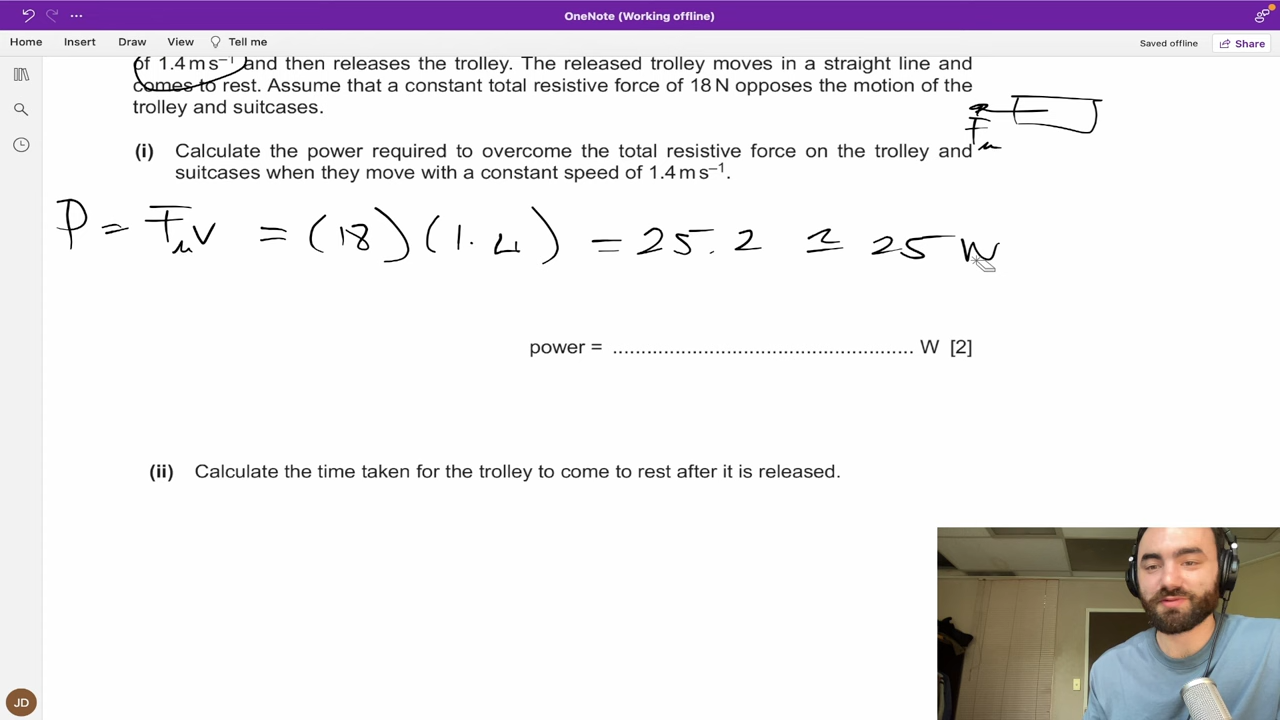 OneNote (Working offline)
Home Insert Draw View Tell me
Saved offline Share
of 1.4 m s⁻¹ and then releases the trolley. The released trolley moves in a straight line and
comes to rest. Assume that a constant total resistive force of 18 N opposes the motion of the
trolley and suitcases.
Fμ
(i) Calculate the power required to overcome the total resistive force on the trolley and
suitcases when they move with a constant speed of 1.4 m s⁻¹.
P = Fμv = (18)(1.4) = 25.2 ≃ 25 W
power = ..................................................... W [2]
(ii) Calculate the time taken for the trolley to come to rest after it is released.
JD